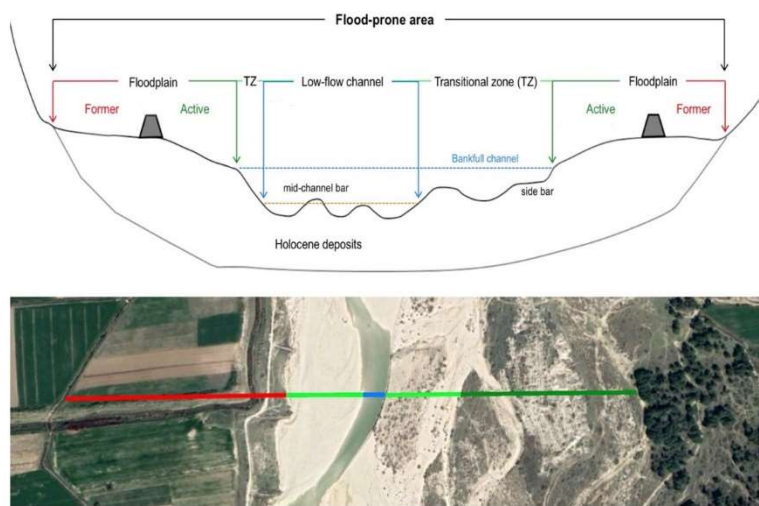 Flood-prone area
Floodplain TZ Low-flow channel Transitional zone (TZ) Floodplain
Former Active Active Former
Bankfull channel
mid-channel bar
side bar
Holocene deposits